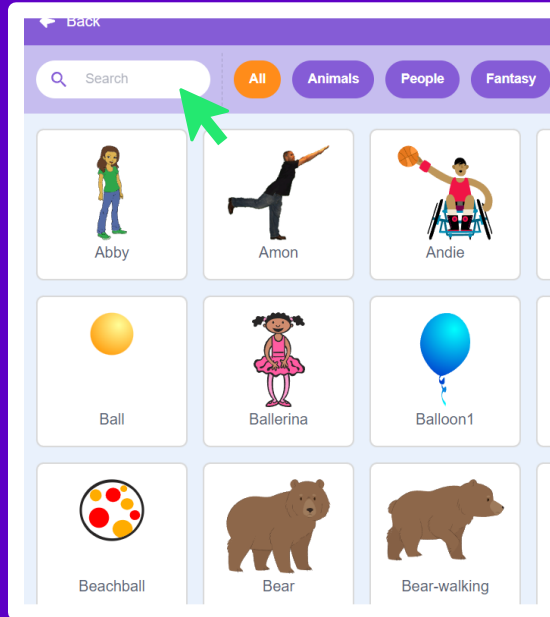 Back
Search All Animals People Fantasy
Abby Amon Andie
Ball Ballerina Balloon1
Beachball Bear Bear-walking